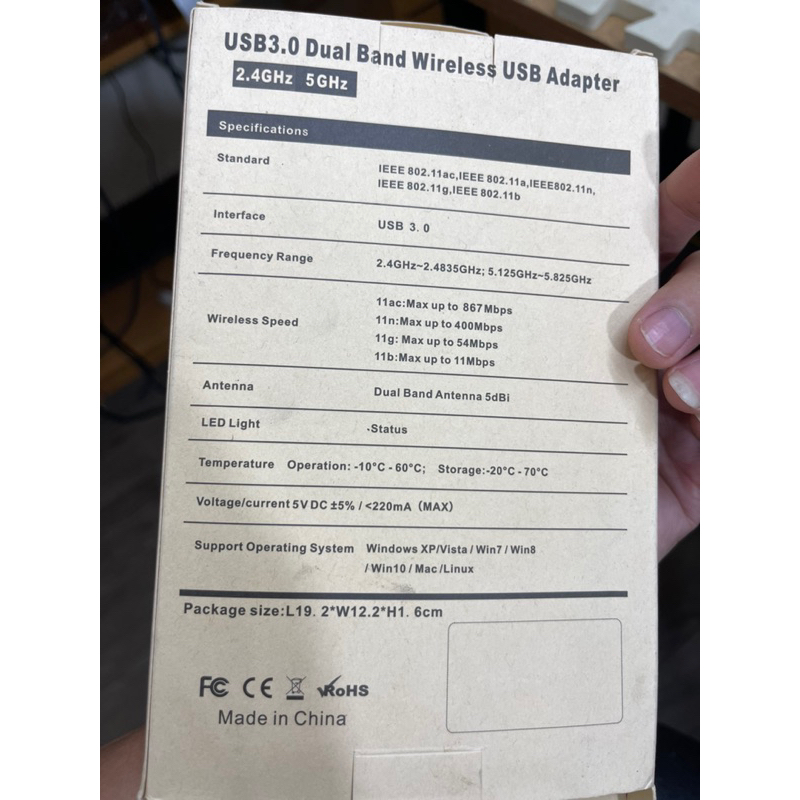 USB3.0 Dual Band Wireless USB Adapter
2.4GHz 5GHz
Specifications
Standard
IEEE 802.11ac,IEEE 802.11a,IEEE802.11n,
IEEE 802.11g,IEEE 802.11b
Interface
USB 3. 0
Frequency Range
2.4GHz~2.4835GHz; 5.125GHz~5.825GHz
Wireless Speed
11ac:Max up to 867Mbps
11n:Max up to 400Mbps
11g: Max up to 54Mbps
11b:Max up to 11Mbps
Antenna
Dual Band Antenna 5dBi
LED Light
Status
Temperature Operation: -10°C - 60°C; Storage:-20°C - 70°C
Voltage/current 5V DC ±5% / <220mA (MAX)
Support Operating System Windows XP/Vista / Win7 / Win8
/ Win10 / Mac /Linux
Package size:L19. 2*W12.2*H1. 6cm
FC CE RoHS
Made in China